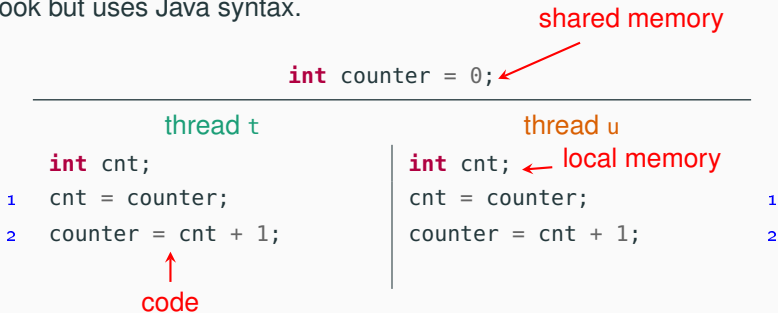 ook but uses Java syntax.
shared memory
int counter = 0;
thread t thread u
int cnt; int cnt; local memory
1 cnt = counter; cnt = counter; 1
2 counter = cnt + 1; counter = cnt + 1; 2
code